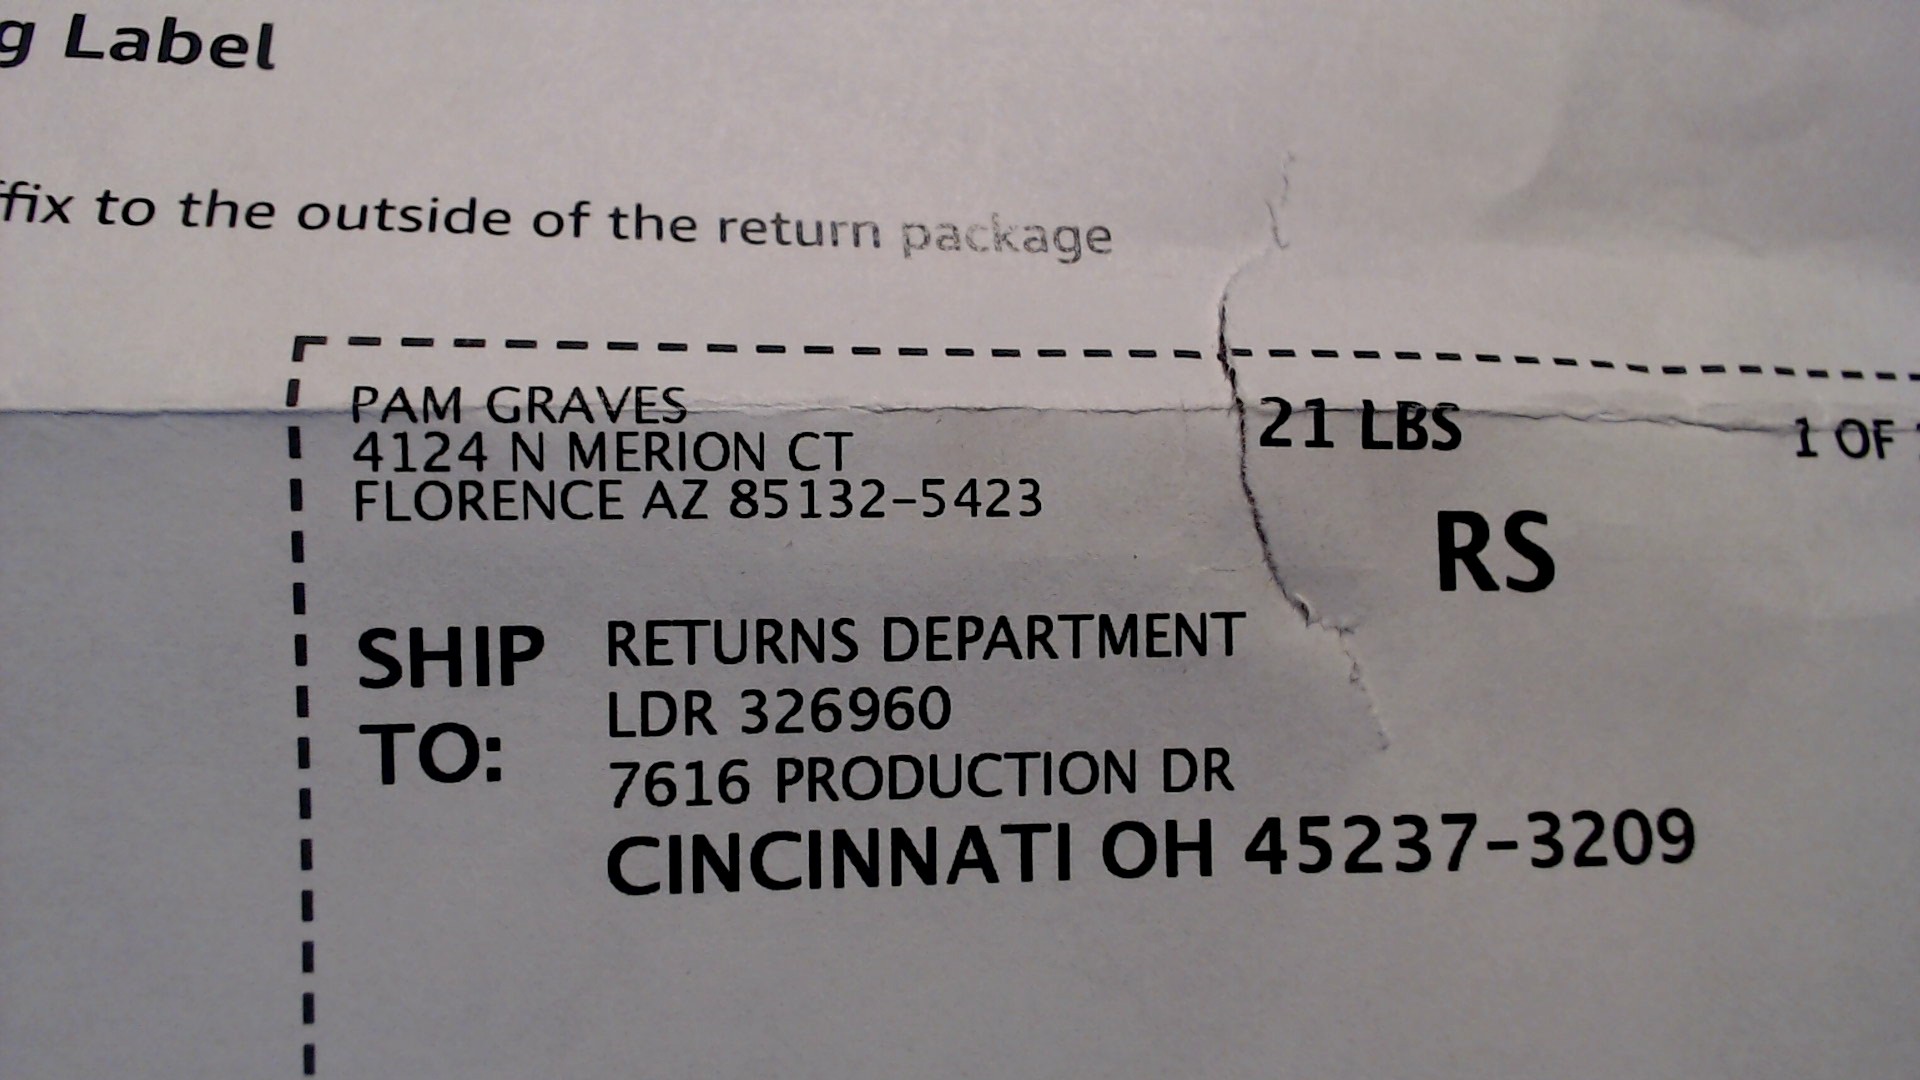 g Label
ffix to the outside of the return package
PAM GRAVES
4124 N MERION CT
FLORENCE AZ 85132-5423
21 LBS
1 OF
RS
SHIP
TO:
RETURNS DEPARTMENT
LDR 326960
7616 PRODUCTION DR
CINCINNATI OH 45237-3209